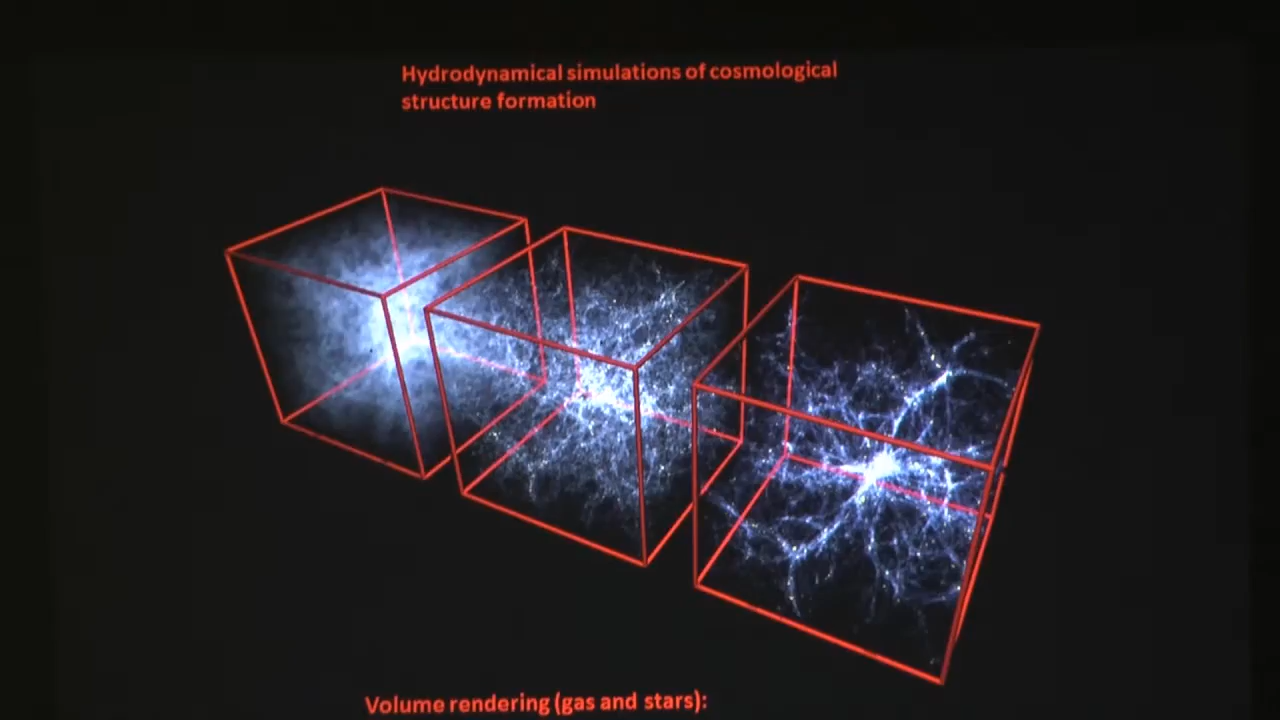 Hydrodynamical simulations of cosmological
structure formation
Volume rendering (gas and stars):